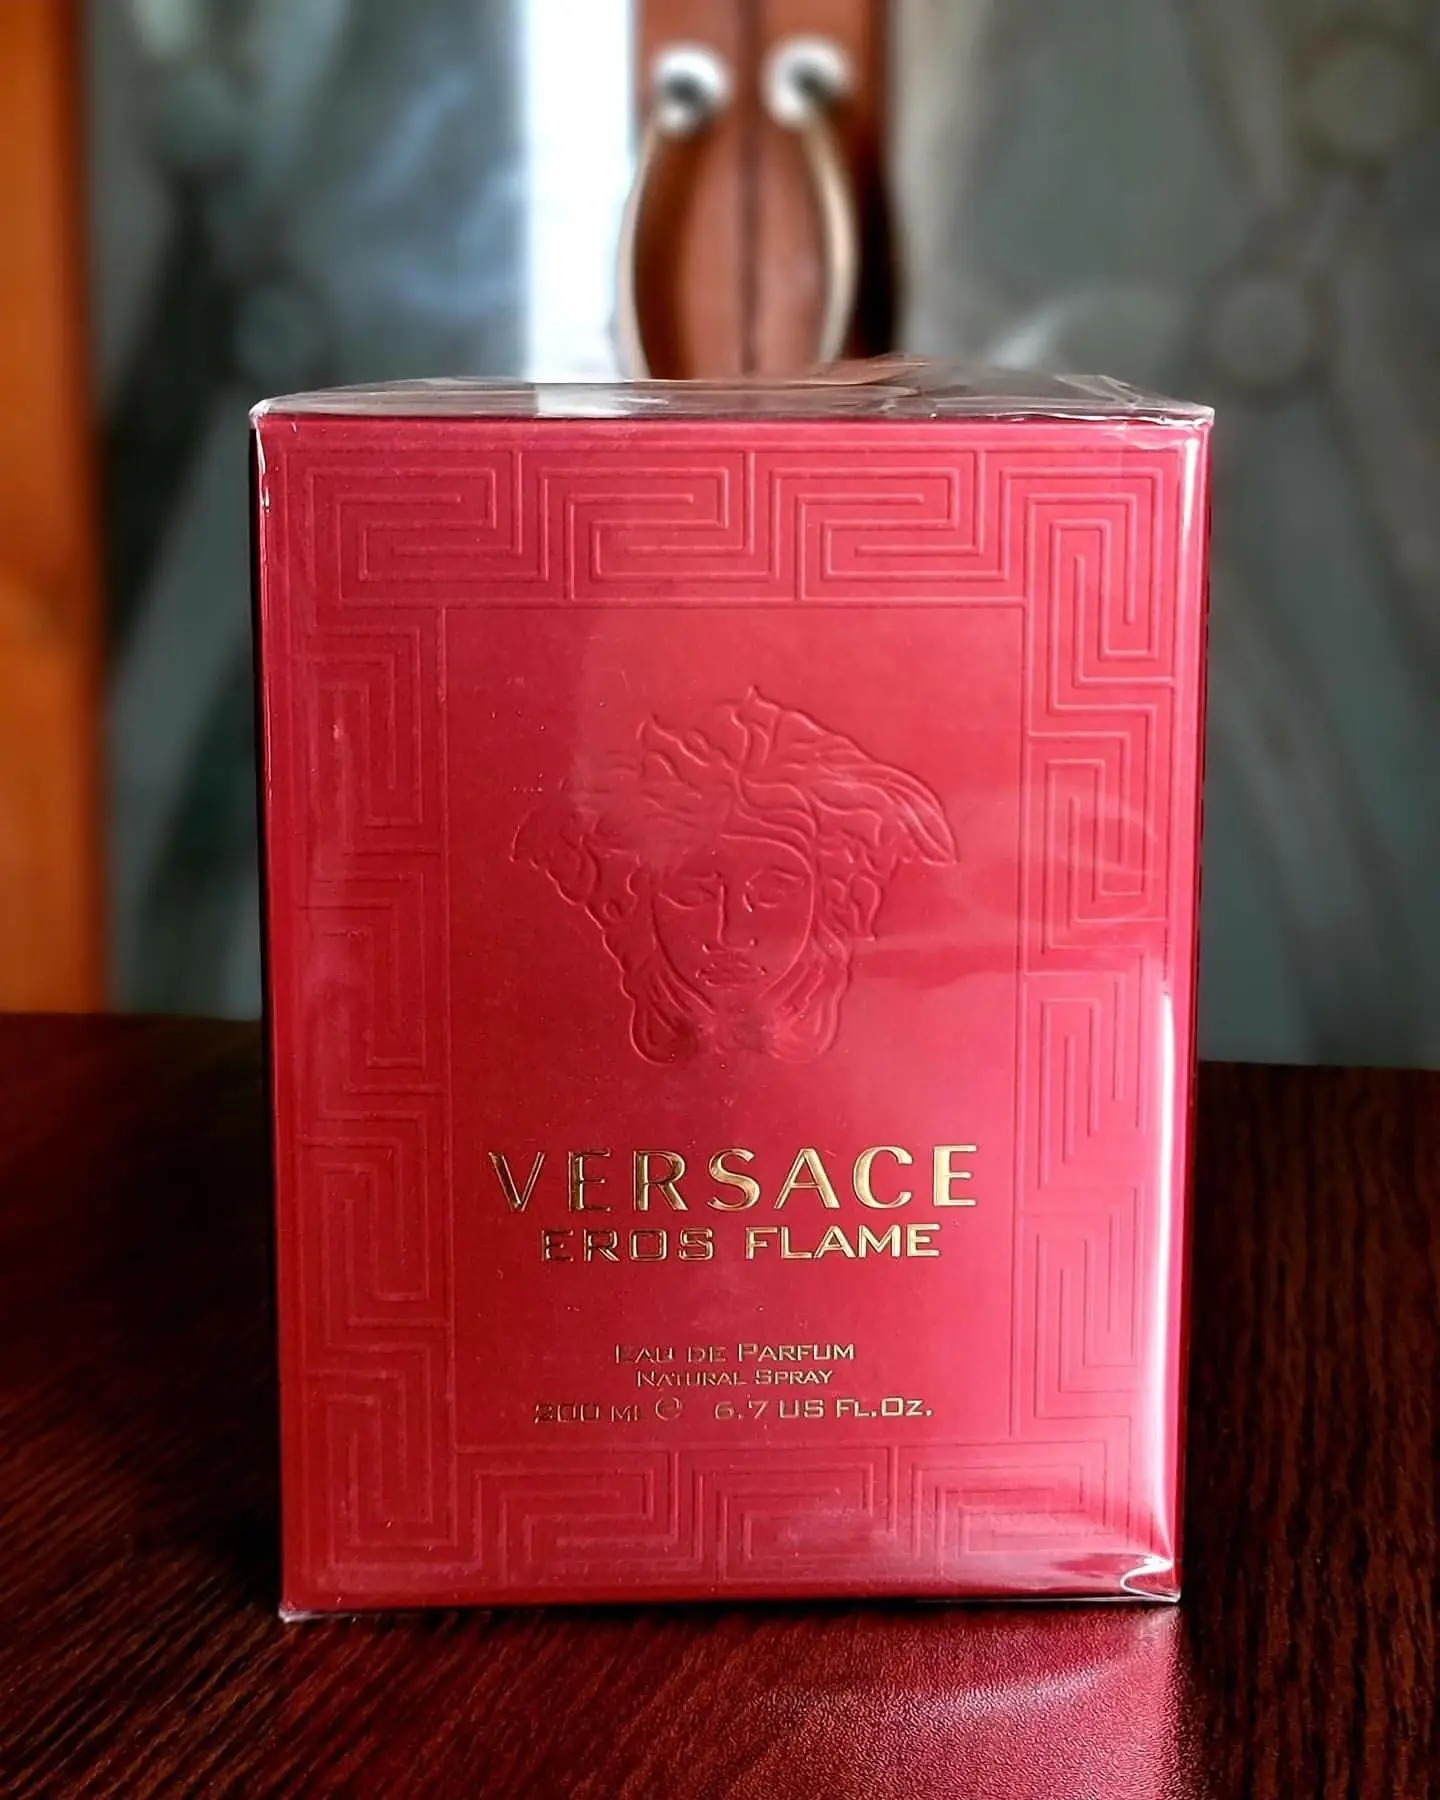 VERSACE
EROS FLAME
EAU DE PARFUM
NATURAL SPRAY
200 ML ℮ 6.7 US FL.OZ.